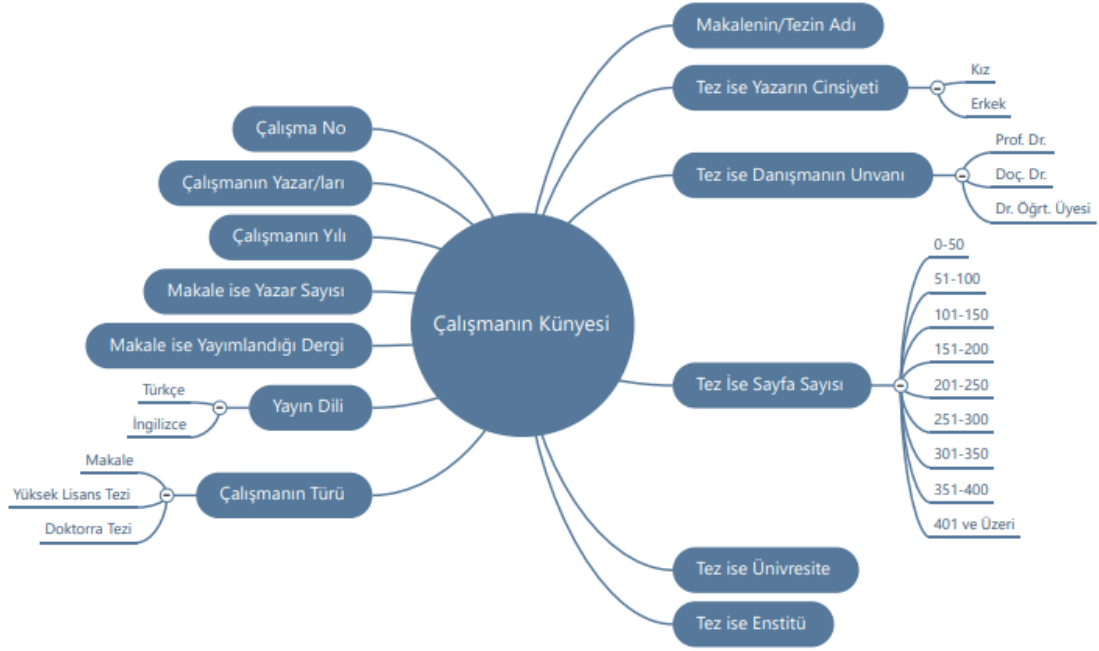 Çalışmanın Künyesi
Çalışma No
Çalışmanın Yazar/ları
Çalışmanın Yılı
Makale ise Yazar Sayısı
Makale ise Yayımlandığı Dergi
Yayın Dili
Türkçe
İngilizce
Çalışmanın Türü
Makale
Yüksek Lisans Tezi
Doktorra Tezi
Makalenin/Tezin Adı
Tez ise Yazarın Cinsiyeti
Kız
Erkek
Tez ise Danışmanın Unvanı
Prof. Dr.
Doç. Dr.
Dr. Öğrt. Üyesi
Tez İse Sayfa Sayısı
0-50
51-100
101-150
151-200
201-250
251-300
301-350
351-400
401 ve Üzeri
Tez ise Ünivresite
Tez ise Enstitü